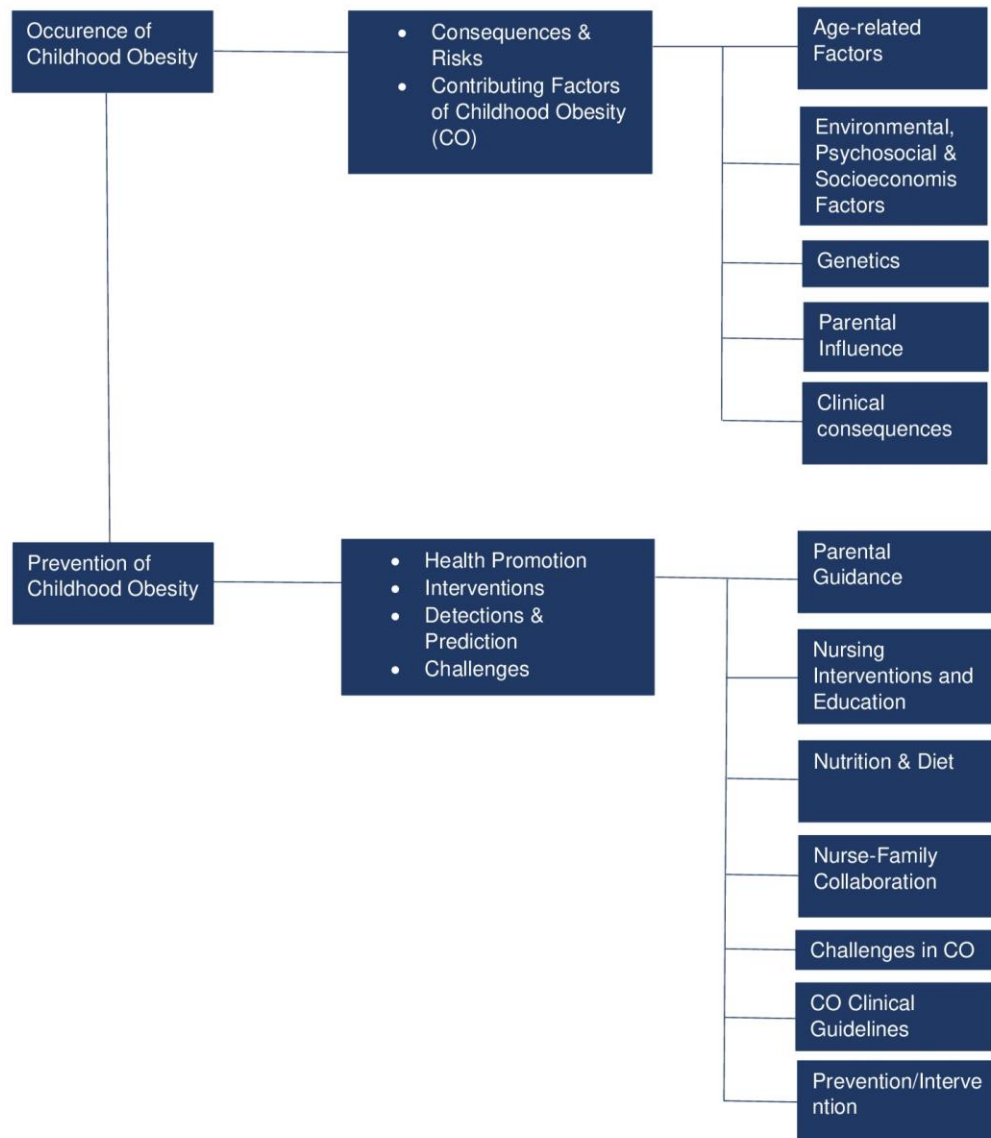 Occurence of
Childhood Obesity
• Consequences &
Risks
• Contributing Factors
of Childhood Obesity
(CO)
Age-related
Factors
Environmental,
Psychosocial &
Socioeconomis
Factors
Genetics
Parental
Influence
Clinical
consequences
Prevention of
Childhood Obesity
• Health Promotion
• Interventions
• Detections &
Prediction
• Challenges
Parental
Guidance
Nursing
Interventions and
Education
Nutrition & Diet
Nurse-Family
Collaboration
Challenges in CO
CO Clinical
Guidelines
Prevention/Interve
ntion